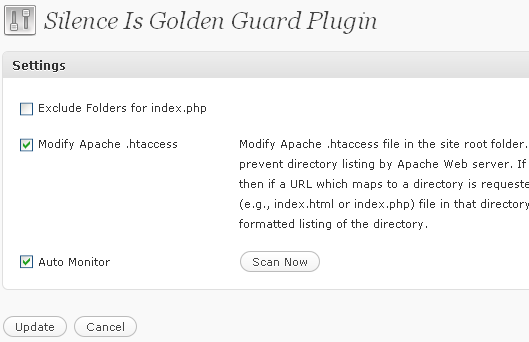 Silence Is Golden Guard Plugin
Settings
Exclude Folders for index.php
Modify Apache .htaccess
Modify Apache .htaccess file in the site root folder.
prevent directory listing by Apache Web server. If
then if a URL which maps to a directory is requeste
(e.g., index.html or index.php) file in that directory
formatted listing of the directory.
Auto Monitor
Scan Now
Update
Cancel